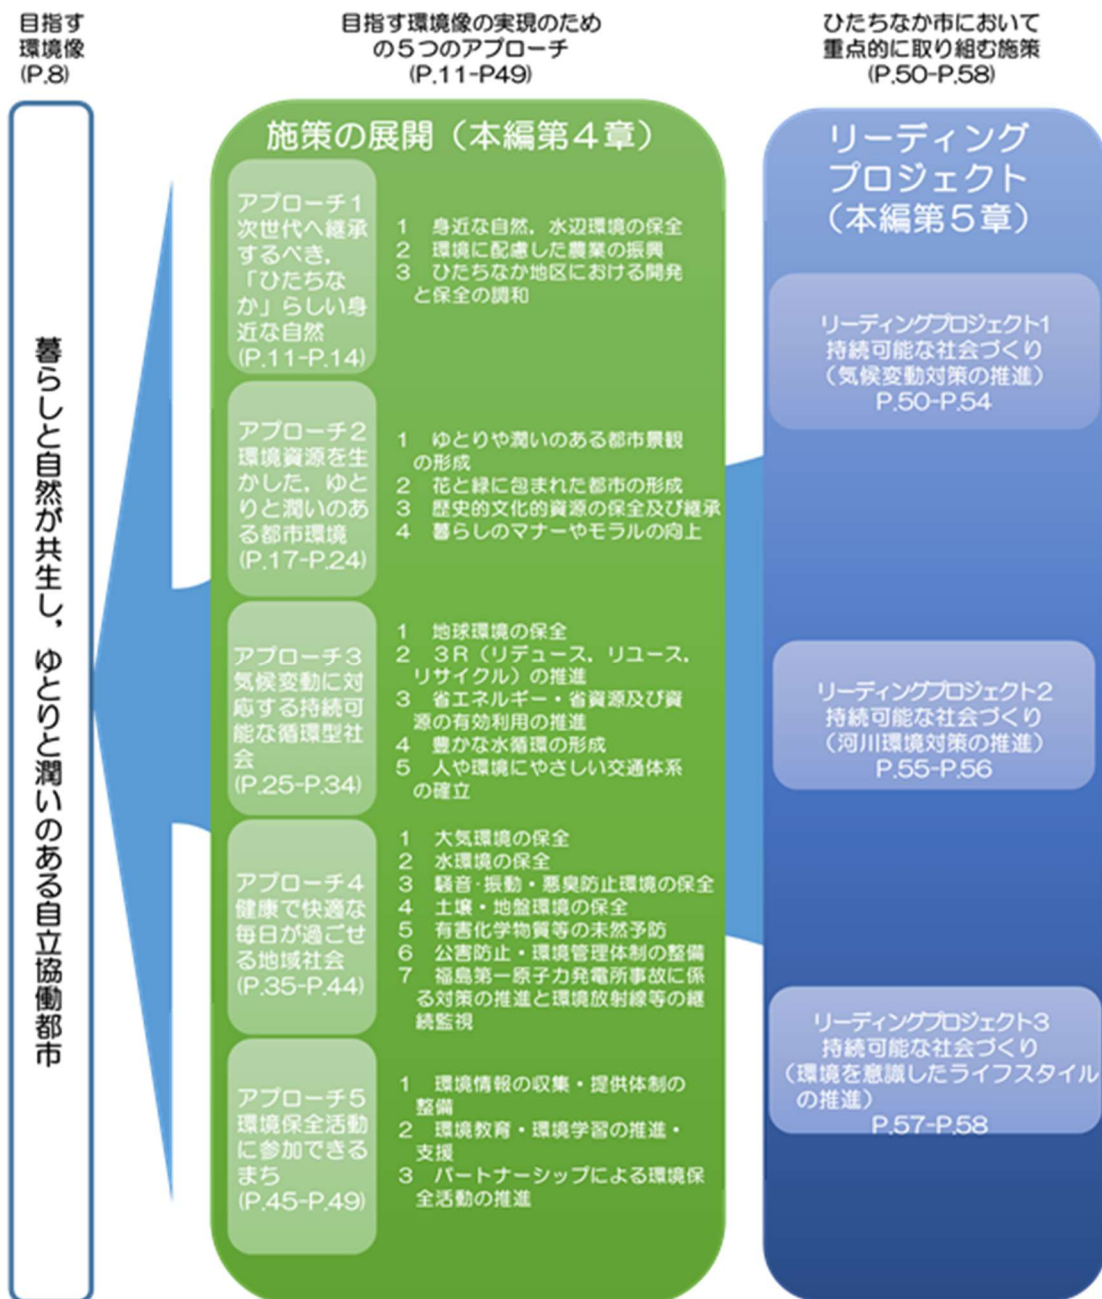 目指す
環境像
(P.8)
目指す環境像の実現のため
の5つのアプローチ
(P.11-P49)
ひたちなか市において
重点的に取り組む施策
(P.50-P.58)
暮らしと自然が共生し，ゆとりと潤いのある自立協働都市
施策の展開（本編第4章）
アプローチ1
次世代へ継承
するべき，
「ひたちな
か」らしい身
近な自然
(P.11-P.14)
1　身近な自然，水辺環境の保全
2　環境に配慮した農業の振興
3　ひたちなか地区における開発
と保全の調和
アプローチ2
環境資源を生
かした，ゆと
りと潤いのあ
る都市環境
(P.17-P.24)
1　ゆとりや潤いのある都市景観
の形成
2　花と緑に包まれた都市の形成
3　歴史的文化的資源の保全及び継承
4　暮らしのマナーやモラルの向上
アプローチ3
気候変動に対
応する持続可
能な循環型社
会
(P.25-P.34)
1　地球環境の保全
2　3R（リデュース，リユース，
リサイクル）の推進
3　省エネルギー・省資源及び資
源の有効利用の推進
4　豊かな水循環の形成
5　人や環境にやさしい交通体系
の確立
アプローチ4
健康で快適な
毎日が過ごせ
る地域社会
(P.35-P.44)
1　大気環境の保全
2　水環境の保全
3　騒音・振動・悪臭防止環境の保全
4　土壌・地盤環境の保全
5　有害化学物質等の未然予防
6　公害防止・環境管理体制の整備
7　福島第一原子力発電所事故に係
る対策の推進と環境放射線等の継
続監視
アプローチ5
環境保全活動
に参加できる
まち
(P.45-P.49)
1　環境情報の収集・提供体制の
整備
2　環境教育・環境学習の推進・
支援
3　パートナーシップによる環境保
全活動の推進
リーディング
プロジェクト
（本編第5章）
リーディングプロジェクト1
持続可能な社会づくり
（気候変動対策の推進）
P.50-P.54
リーディングプロジェクト2
持続可能な社会づくり
（河川環境対策の推進）
P.55-P.56
リーディングプロジェクト3
持続可能な社会づくり
（環境を意識したライフスタイル
の推進）
P.57-P.58